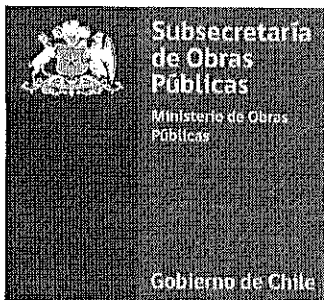 Subsecretaría
de Obras
Públicas
Ministerio de Obras
Públicas
Gobierno de Chile